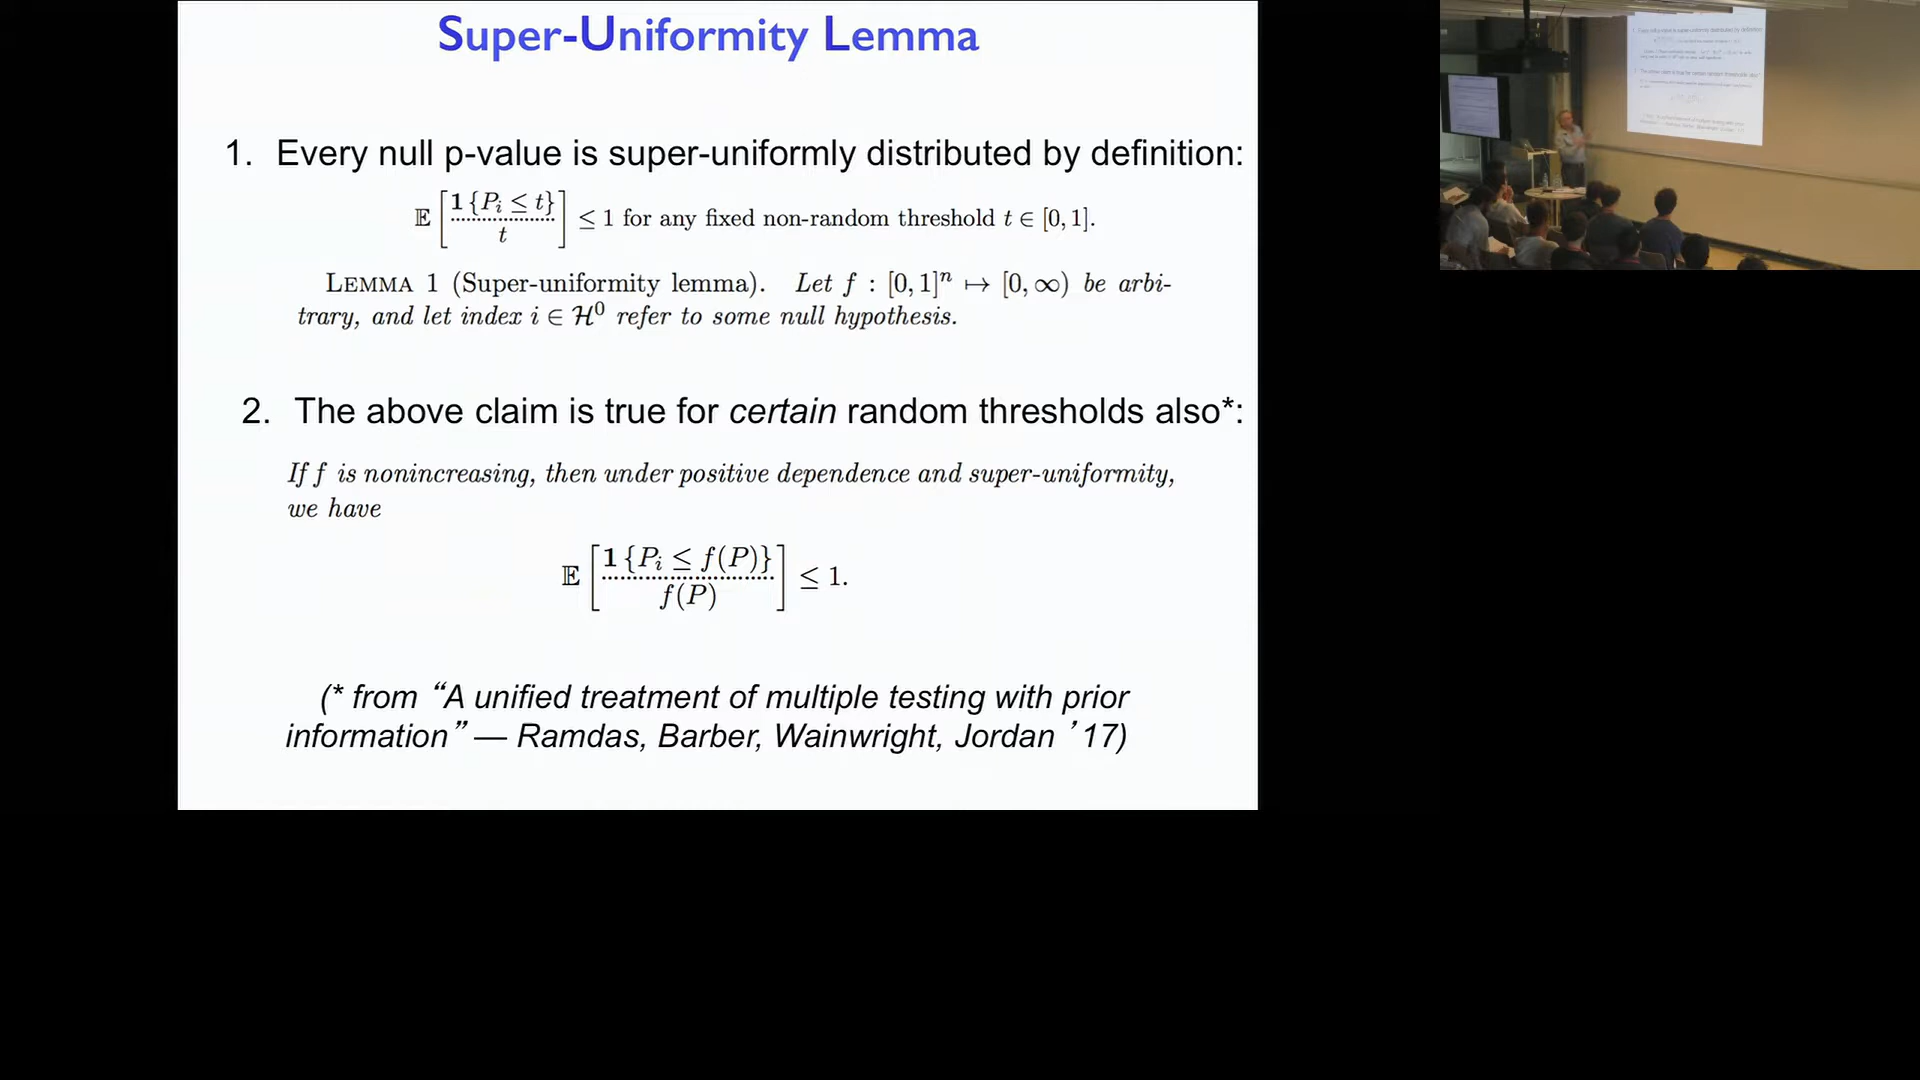 Super-Uniformity Lemma
1. Every null p-value is super-uniformly distributed by definition:
𝔼 [ 1 {P_i ≤ t} / t ] ≤ 1 for any fixed non-random threshold t ∈ [0, 1].
LEMMA 1 (Super-uniformity lemma). Let f : [0, 1]^n ↦ [0, ∞) be arbi-
trary, and let index i ∈ ℋ^0 refer to some null hypothesis.
2. The above claim is true for certain random thresholds also*:
If f is nonincreasing, then under positive dependence and super-uniformity,
we have
𝔼 [ 1 {P_i ≤ f(P)} / f(P) ] ≤ 1.
(* from “A unified treatment of multiple testing with prior
information” — Ramdas, Barber, Wainwright, Jordan ’17)